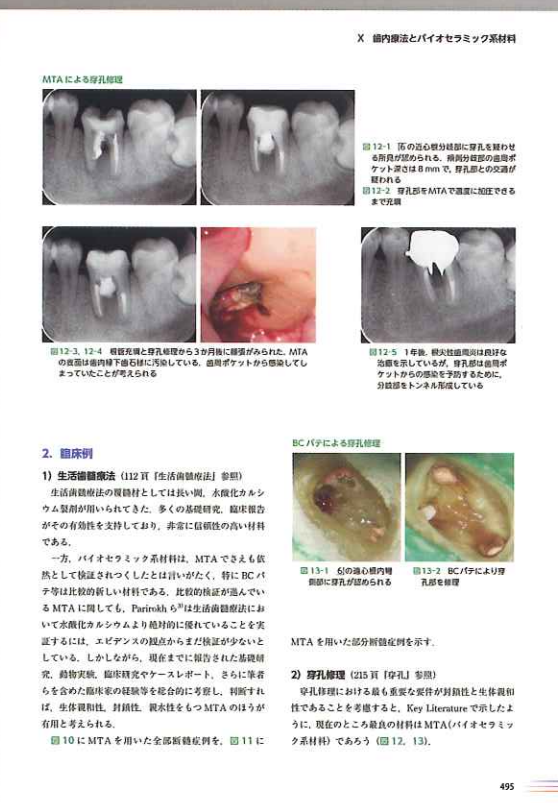 X　歯内療法とバイオセラミック系材料
MTAによる穿孔修理
図12-1　6の近心根分岐部に穿孔を疑わせ
る所見が認められる．頬側分岐部の歯周ポ
ケット深さは8mmで，穿孔部との交通が
疑われる
図12-2　穿孔部をMTAで適度に加圧できる
まで充塡
図12-3，12-4　根管充塡と穿孔修理から3か月後に腫脹がみられた．MTA
の表面は歯肉縁下歯石様に汚染している．歯周ポケットから感染してし
まっていたことが考えられる
図12-5　1年後．根尖性歯周炎は良好な
治癒を示しているが，穿孔部は歯周ポ
ケットからの感染を予防するために，
分岐部をトンネル形成している
2．臨床例
1）生活歯髄療法（112頁『生活歯髄療法』参照）
生活歯髄療法の覆髄材としては長い間，水酸化カルシ
ウム製剤が用いられてきた．多くの基礎研究，臨床報告
がその有効性を支持しており，非常に信頼性の高い材料
である．
一方，バイオセラミック系材料は，MTAでさえも依
然として検証されつくしたとは言いがたく，特にBCパ
テ等は比較的新しい材料である．比較的検証が進んでい
るMTAに関しても，Parirokhらは生活歯髄療法にお
いて水酸化カルシウムより絶対的に優れていることを実
証するには，エビデンスの観点からまだ検証が少ないと
している．しかしながら，現在までに報告された基礎研
究，動物実験，臨床研究やケースレポート，さらに筆者
らを含めた臨床家の経験等を総合的に考察し，判断すれ
ば，生体親和性，封鎖性，親水性をもつMTAのほうが
有用と考えられる．
図10にMTAを用いた全部断髄症例を，図11に
BCパテによる穿孔修理
図13-1　6の遠心根内隣
側部に穿孔が認められる
図13-2　BCパテにより穿
孔部を修理
MTAを用いた部分断髄症例を示す．
2）穿孔修理（215頁『穿孔』参照）
穿孔修理における最も重要な要件が封鎖性と生体親和
性であることを考慮すると，Key Literatureで示したよ
うに，現在のところ最良の材料はMTA(バイオセラミッ
ク系材料）であろう（図12，13)．
495